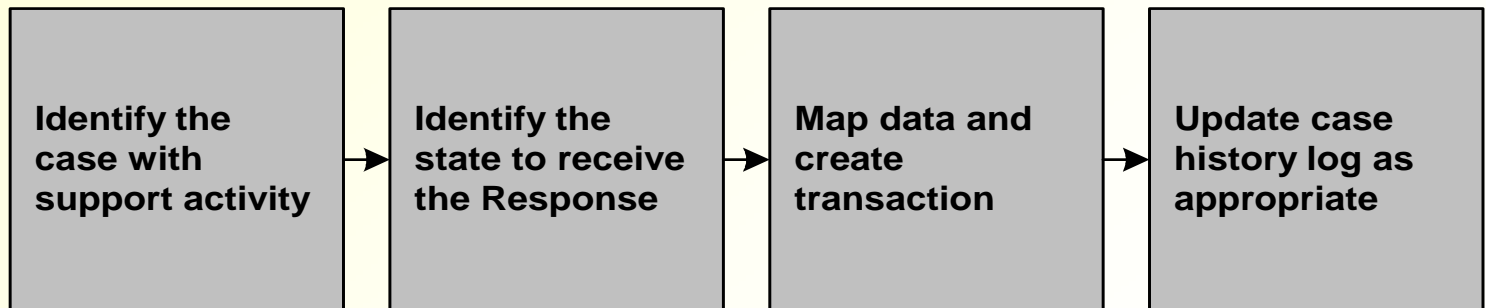 Identify the
case with
support activity
Identify the
state to receive
the Response
Map data and
create
transaction
Update case
history log as
appropriate